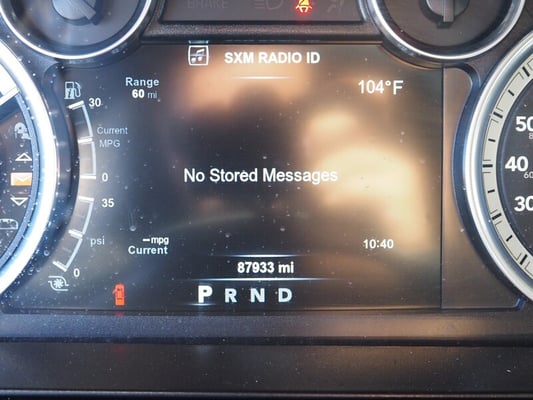 BRAKE
SXM RADIO ID
Range
60 mi
104°F
30
Current
MPG
0
No Stored Messages
35
psi
0
--mpg
Current
10:40
87933 mi
P R N D
50
40
60
30